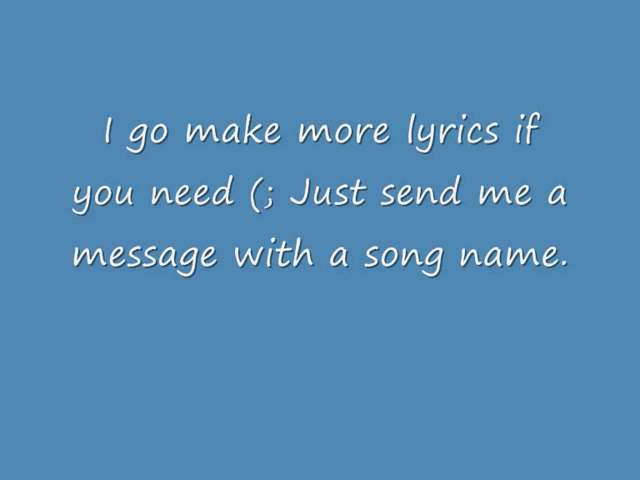 I go make more lyrics if
you need (; Just send me a
message with a song name.